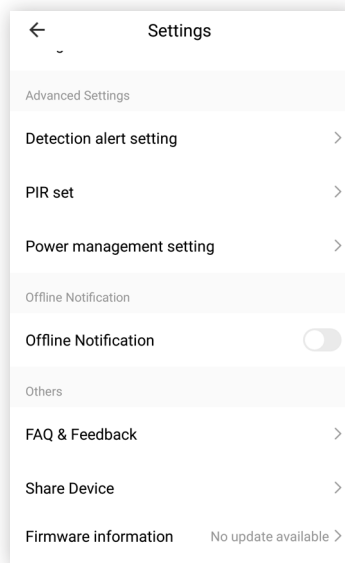 Settings
Advanced Settings
Detection alert setting
PIR set
Power management setting
Offline Notification
Offline Notification
Others
FAQ & Feedback
Share Device
Firmware information No update available